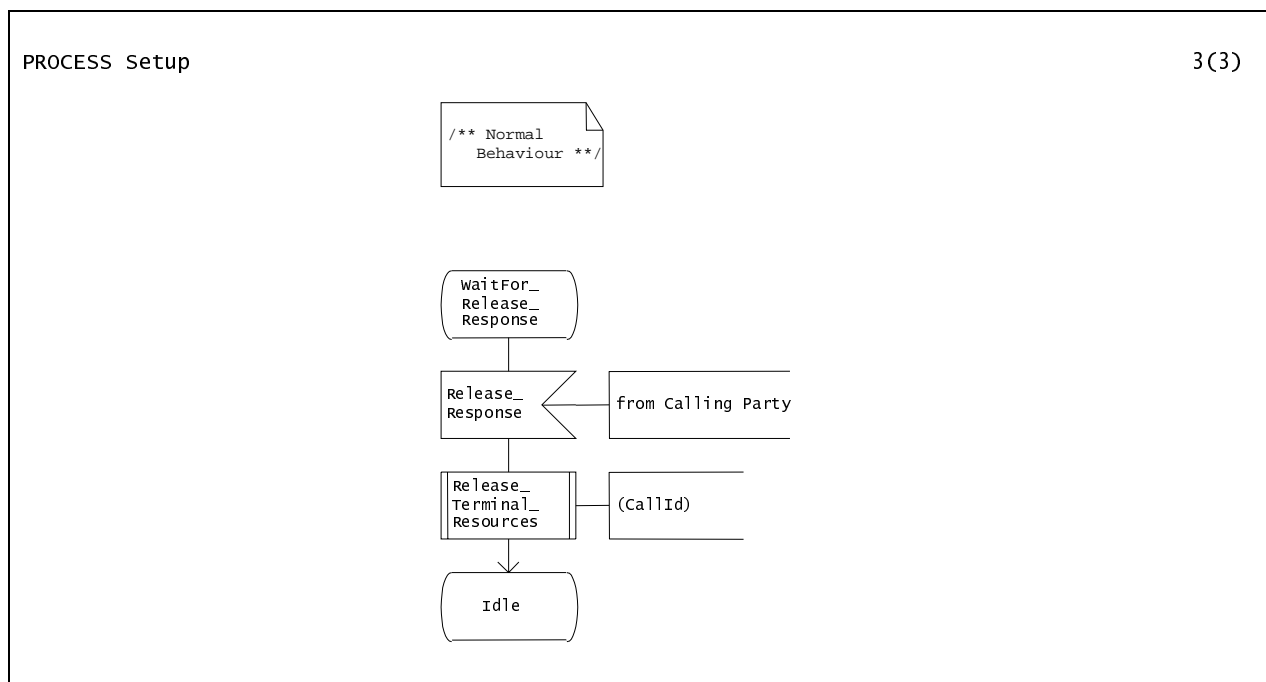 PROCESS Setup
3(3)
/** Normal
Behaviour **/
WaitFor_
Release_
Response
Release_
Response
from Calling Party
Release_
Terminal_
Resources
(CallId)
Idle